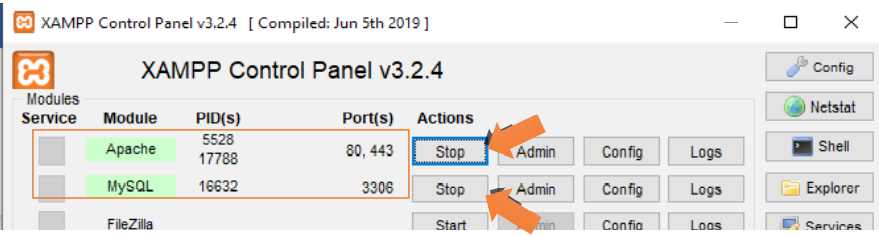 XAMPP Control Panel v3.2.4 [ Compiled: Jun 5th 2019 ]
XAMPP Control Panel v3.2.4
Config
Modules
Service Module PID(s) Port(s) Actions
Netstat
Apache 5528 17788 80, 443 Stop Admin Config Logs
Shell
MySQL 16632 3306 Stop Admin Config Logs
Explorer
FileZilla Start Admin Config Logs
Services